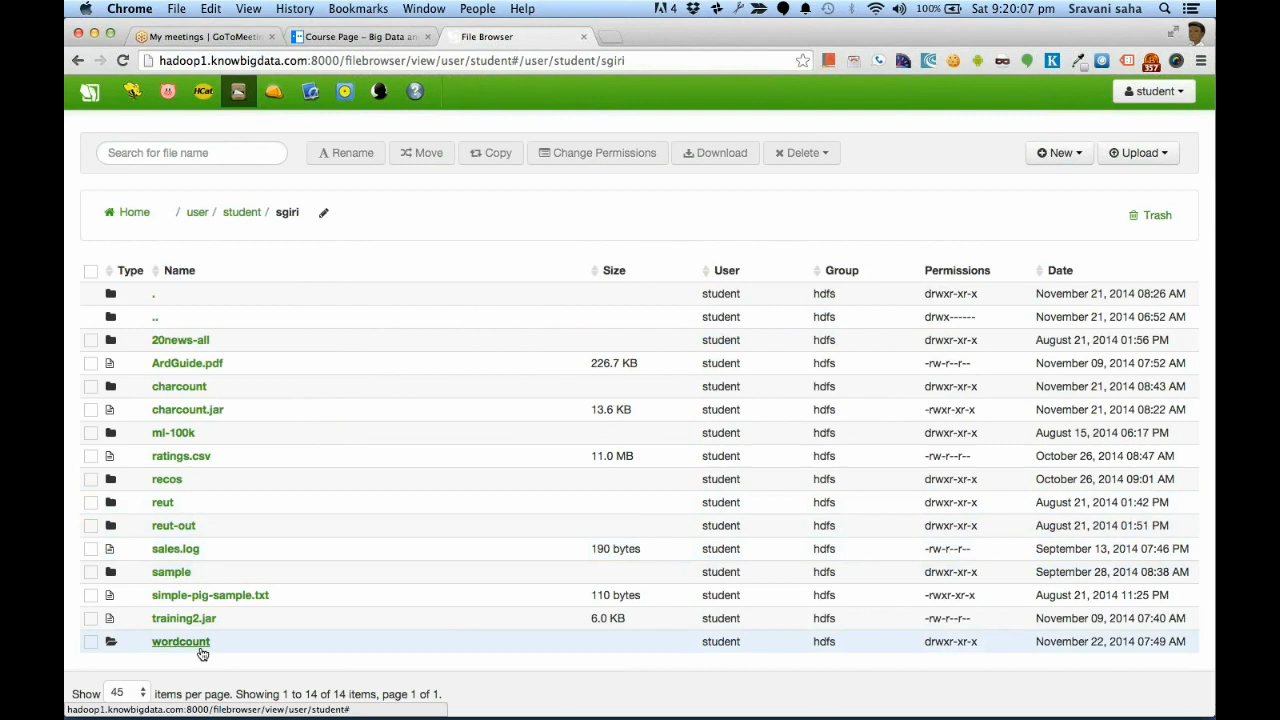 Chrome File Edit View History Bookmarks Window People Help 4 100% Sat 9:20:07 pm Sravani saha
My meetings | GoToMeetin × Course Page – Big Data an × File Browser ×
hadoop1.knowbigdata.com:8000/filebrowser/view/user/student#/user/student/sgiri K 357
HCat ? student
Search for file name Rename Move Copy Change Permissions Download Delete New Upload
Home / user / student / sgiri Trash
Type Name Size User Group Permissions Date
. student hdfs drwxr-xr-x November 21, 2014 08:26 AM
.. student hdfs drwx------ November 21, 2014 06:52 AM
20news-all student hdfs drwxr-xr-x August 21, 2014 01:56 PM
ArdGuide.pdf 226.7 KB student hdfs -rw-r--r-- November 09, 2014 07:52 AM
charcount student hdfs drwxr-xr-x November 21, 2014 08:43 AM
charcount.jar 13.6 KB student hdfs -rwxr-xr-x November 21, 2014 08:22 AM
ml-100k student hdfs drwxr-xr-x August 15, 2014 06:17 PM
ratings.csv 11.0 MB student hdfs -rw-r--r-- October 26, 2014 08:47 AM
recos student hdfs drwxr-xr-x October 26, 2014 09:01 AM
reut student hdfs drwxr-xr-x August 21, 2014 01:42 PM
reut-out student hdfs drwxr-xr-x August 21, 2014 01:51 PM
sales.log 190 bytes student hdfs -rw-r--r-- September 13, 2014 07:46 PM
sample student hdfs drwxr-xr-x September 28, 2014 08:38 AM
simple-pig-sample.txt 110 bytes student hdfs -rwxr-xr-x August 21, 2014 11:25 PM
training2.jar 6.0 KB student hdfs -rw-r--r-- November 09, 2014 07:40 AM
wordcount student hdfs drwxr-xr-x November 22, 2014 07:49 AM
Show 45 items per page. Showing 1 to 14 of 14 items, page 1 of 1.
hadoop1.knowbigdata.com:8000/filebrowser/view/user/student#